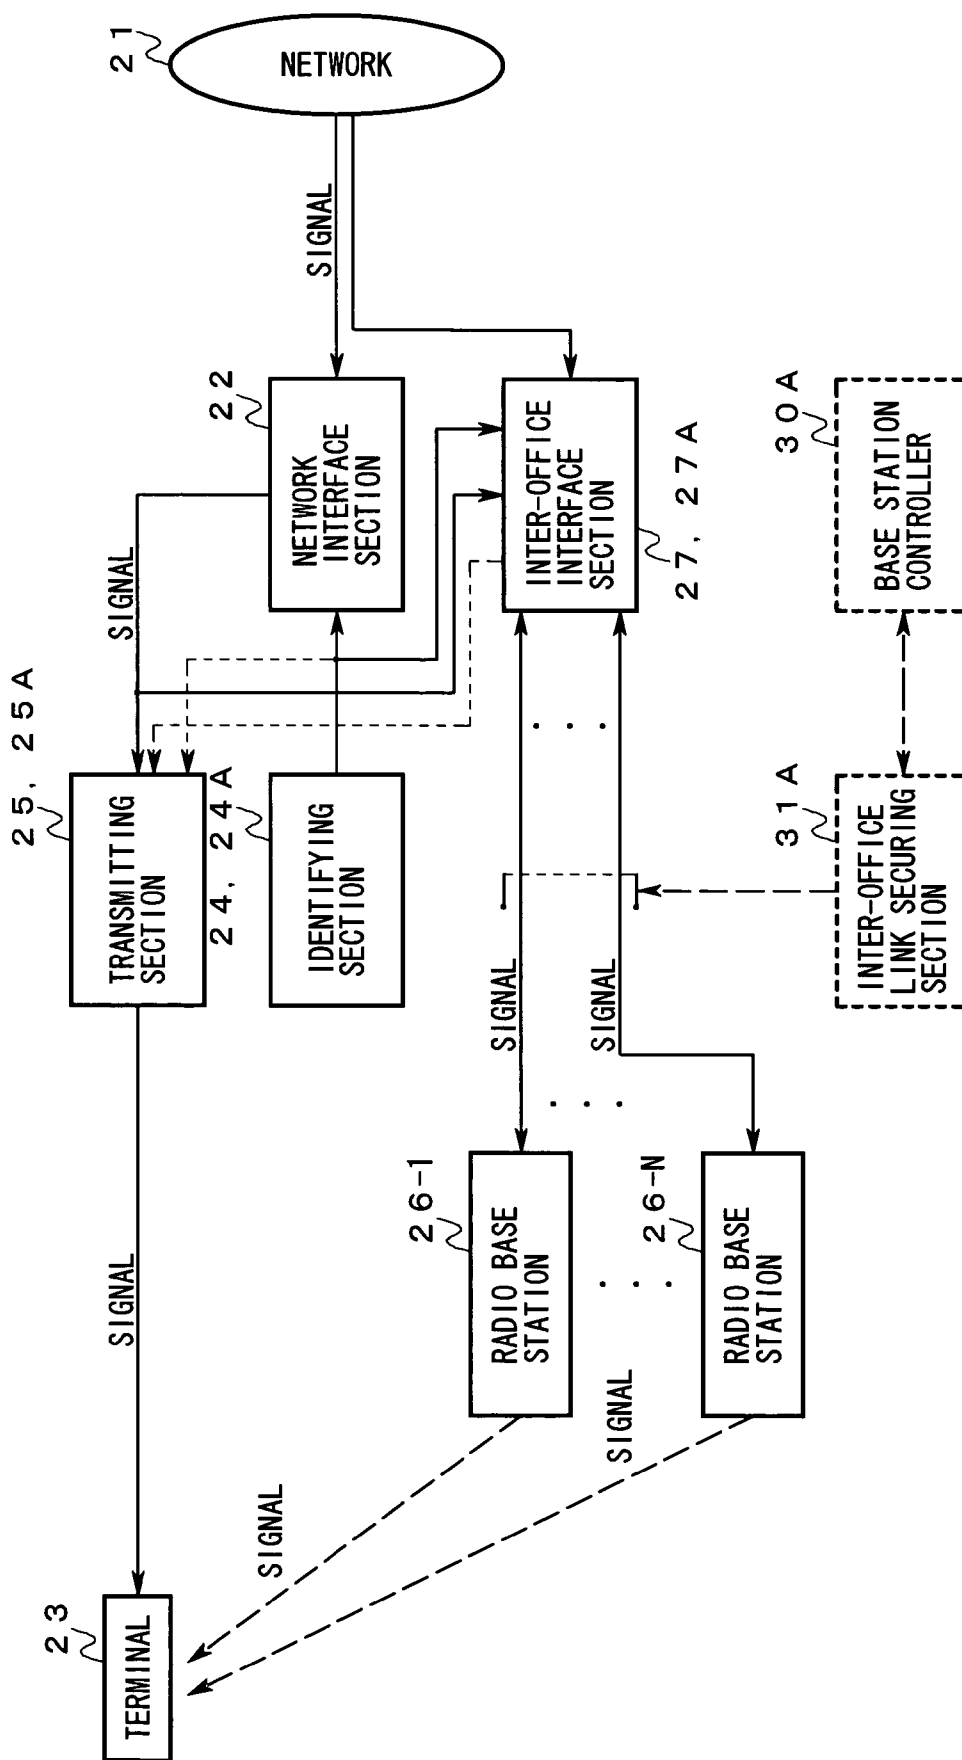 21
NETWORK
SIGNAL
22
NETWORK
INTERFACE
SECTION
INTER-OFFICE
INTERFACE
SECTION
27, 27A
30A
BASE STATION
CONTROLLER
SIGNAL
25, 25A
TRANSMITTING
SECTION
24, 24A
IDENTIFYING
SECTION
31A
INTER-OFFICE
LINK SECURING
SECTION
SIGNAL
SIGNAL
SIGNAL
26-1
RADIO BASE
STATION
26-N
RADIO BASE
STATION
SIGNAL
SIGNAL
23
TERMINAL